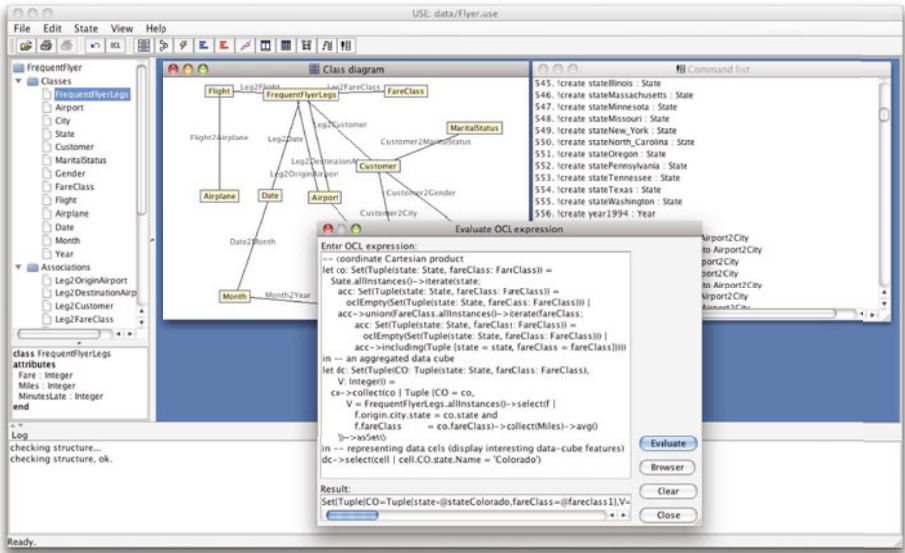 USE: data/Flyer.use
File Edit State View Help
OCL
FrequentFlyer
Classes
FrequentFlyerLegs
Airport
City
State
Customer
MaritalStatus
Gender
FareClass
Flight
Airplane
Date
Month
Year
Associations
Leg2OriginAirport
Leg2DestinationAirp
Leg2Customer
Leg2FareClass
class FrequentFlyerLegs
attributes
Fare : Integer
Miles : Integer
MinutesLate : Integer
end
Class diagram
Flight
FrequentFlyerLegs
Leg2FareClass
FareClass
Leg2Customer
MaritalStatus
Flight2Airplane
Leg2Date
Customer2MaritalStatus
Customer
Leg2OriginAirport
Airplane
Date
Airport
Customer2Gender
Customer2City
Date2Month
Month
Month2Year
Command list
545. !create stateIllinois : State
546. !create stateMassachusetts : State
547. !create stateMinnesota : State
548. !create stateMissouri : State
549. !create stateNew_York : State
550. !create stateNorth_Carolina : State
551. !create stateOregon : State
552. !create statePennsylvania : State
553. !create stateTennessee : State
554. !create stateTexas : State
555. !create stateWashington : State
556. !create year1994 : Year
Airport2City
to Airport2City
Airport2City
to Airport2City
Airport2City
Airport2City
Evaluate OCL expression
Enter OCL expression:
-- coordinate Cartesian product
let co: Set(Tuple(state: State, fareClass: FareClass)) =
State.allInstances()->iterate(state;
acc: Set(Tuple(state: State, fareClass: FareClass)) =
oclEmpty(Set(Tuple(state: State, fareClass: FareClass))) |
acc->union(FareClass.allInstances()->iterate(fareClass;
acc: Set(Tuple(state: State, fareClass: FareClass)) =
oclEmpty(Set(Tuple(state: State, fareClass: FareClass))) |
acc->including(Tuple {state = state, fareClass = fareClass}))))
in -- an aggregated data cube
let dc: Set(Tuple(CO: Tuple(state: State, fareClass: FareClass),
V: Integer)) =
co->collect(co | Tuple {CO = co,
V = FrequentFlyerLegs.allInstances()->select(f |
f.origin.city.state = co.state and
f.fareClass = co.fareClass)->collect(Miles)->avg()
})->asSet()
in -- representing data cels (display interesting data-cube features)
dc->select(cell | cell.CO.state.Name = 'Colorado')
Evaluate
Browser
Clear
Close
Result:
Set{Tuple{CO=Tuple{state=@stateColorado,fareClass=@fareclass1},V=
Log
checking structure...
checking structure, ok.
Ready.